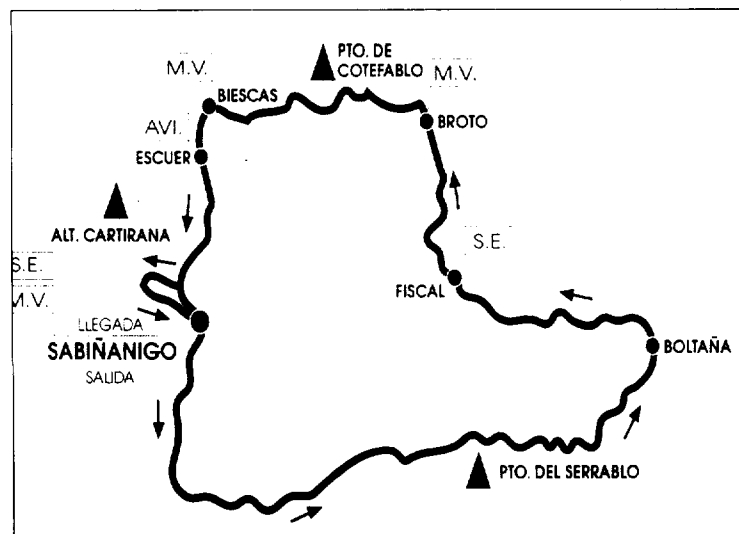 PTO. DE
COTEFABLO
M.V.
M.V.
BIESCAS
BROTO
AVI.
ESCUER
ALT. CARTIRANA
S.E.
S.E.
FISCAL
M.V.
LLEGADA
SABIÑANIGO
SALIDA
BOLTAÑA
PTO. DEL SERRABLO